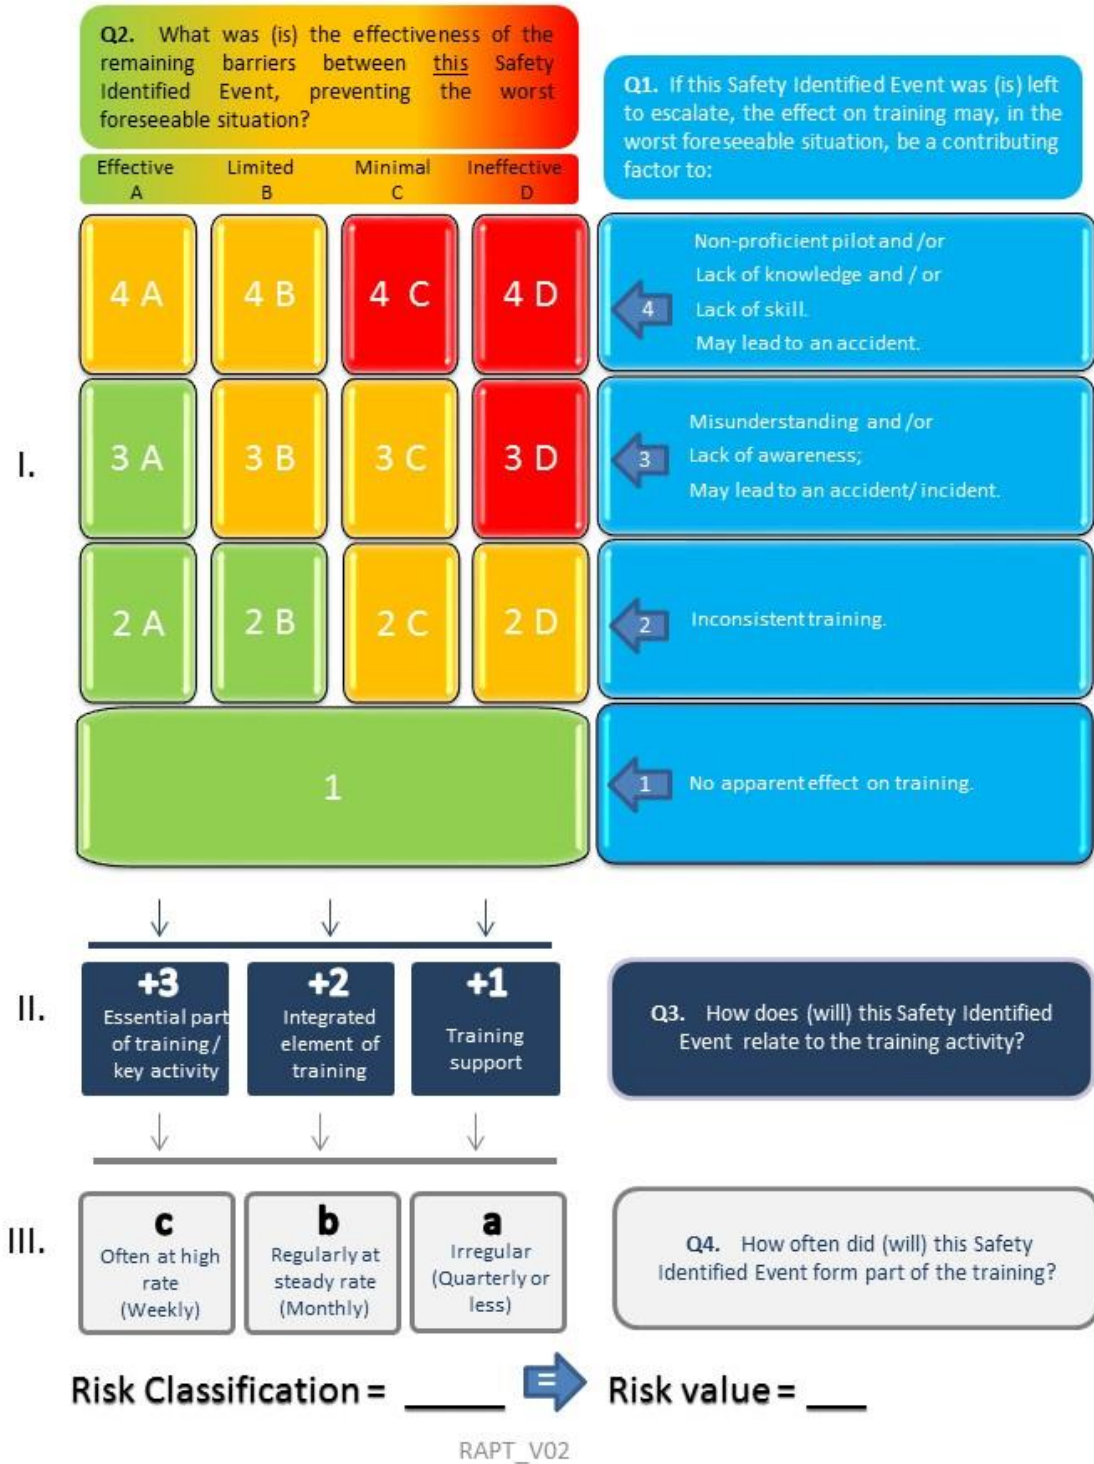 Q2. What was (is) the effectiveness of the
remaining barriers between this Safety
Identified Event, preventing the worst
foreseeable situation?
Q1. If this Safety Identified Event was (is) left
to escalate, the effect on training may, in the
worst foreseeable situation, be a contributing
factor to:
Effective
A
Limited
B
Minimal
C
Ineffective
D
I.
4 A
4 B
4 C
4 D
4
Non-proficient pilot and /or
Lack of knowledge and / or
Lack of skill.
May lead to an accident.
3 A
3 B
3 C
3 D
3
Misunderstanding and /or
Lack of awareness;
May lead to an accident/ incident.
2 A
2 B
2 C
2 D
2
Inconsistent training.
1
1
No apparent effect on training.
II.
+3
Essential part
of training/
key activity
+2
Integrated
element of
training
+1
Training
support
Q3. How does (will) this Safety Identified
Event relate to the training activity?
III.
c
Often at high
rate
(Weekly)
b
Regularly at
steady rate
(Monthly)
a
Irregular
(Quarterly or
less)
Q4. How often did (will) this Safety
Identified Event form part of the training?
Risk Classification = _____ = Risk value = ___
RAPT_V02